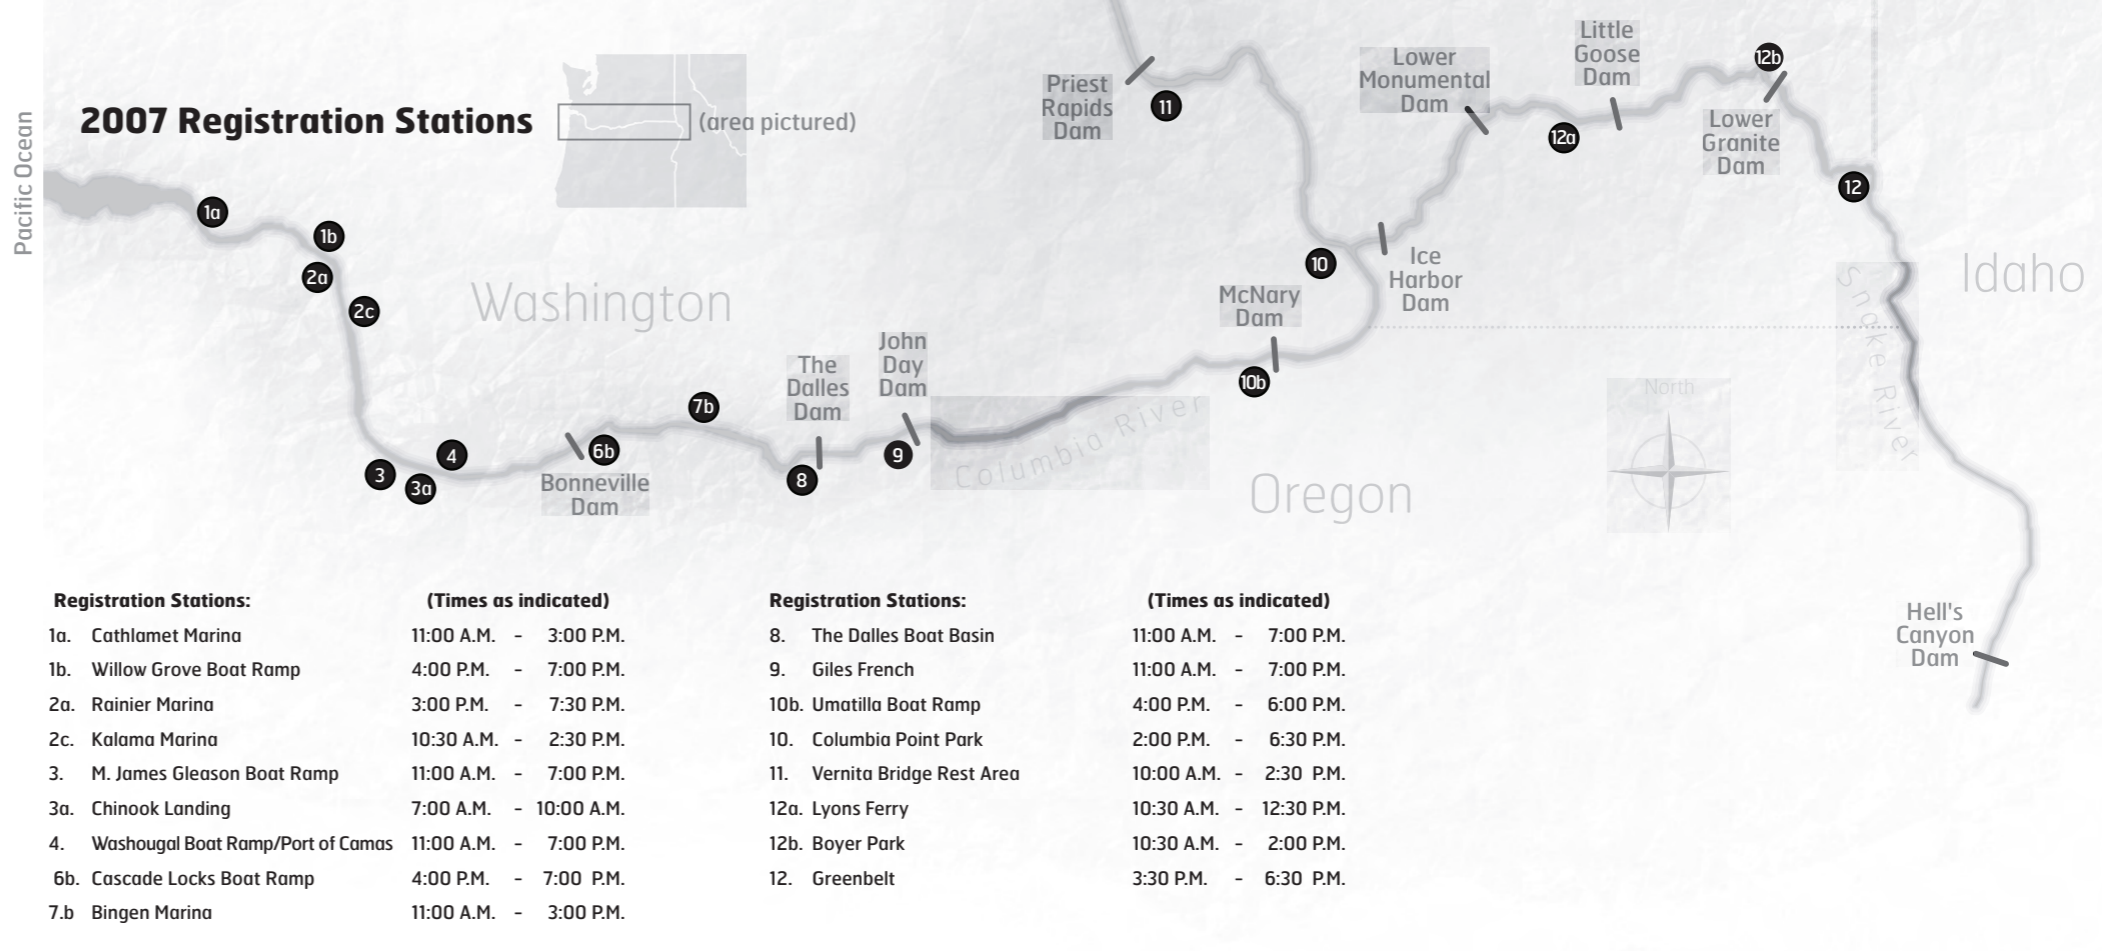 Pacific Ocean
2007 Registration Stations
(area pictured)
Priest
Rapids
Dam
11
Lower
Monumental
Dam
Little
Goose
Dam
12a
12b
Lower
Granite
Dam
12
1a
1b
2a
2c
Washington
10
Ice
Harbor
Dam
McNary
Dam
10b
Idaho
Snake River
North
The
Dalles
Dam
John
Day
Dam
7b
3
3a
4
6b
Bonneville
Dam
8
9
Columbia River
Oregon
Hell's
Canyon
Dam
Registration Stations: (Times as indicated)
1a. Cathlamet Marina 11:00 A.M. - 3:00 P.M.
1b. Willow Grove Boat Ramp 4:00 P.M. - 7:00 P.M.
2a. Rainier Marina 3:00 P.M. - 7:30 P.M.
2c. Kalama Marina 10:30 A.M. - 2:30 P.M.
3. M. James Gleason Boat Ramp 11:00 A.M. - 7:00 P.M.
3a. Chinook Landing 7:00 A.M. - 10:00 A.M.
4. Washougal Boat Ramp/Port of Camas 11:00 A.M. - 7:00 P.M.
6b. Cascade Locks Boat Ramp 4:00 P.M. - 7:00 P.M.
7.b Bingen Marina 11:00 A.M. - 3:00 P.M.
Registration Stations: (Times as indicated)
8. The Dalles Boat Basin 11:00 A.M. - 7:00 P.M.
9. Giles French 11:00 A.M. - 7:00 P.M.
10b. Umatilla Boat Ramp 4:00 P.M. - 6:00 P.M.
10. Columbia Point Park 2:00 P.M. - 6:30 P.M.
11. Vernita Bridge Rest Area 10:00 A.M. - 2:30 P.M.
12a. Lyons Ferry 10:30 A.M. - 12:30 P.M.
12b. Boyer Park 10:30 A.M. - 2:00 P.M.
12. Greenbelt 3:30 P.M. - 6:30 P.M.